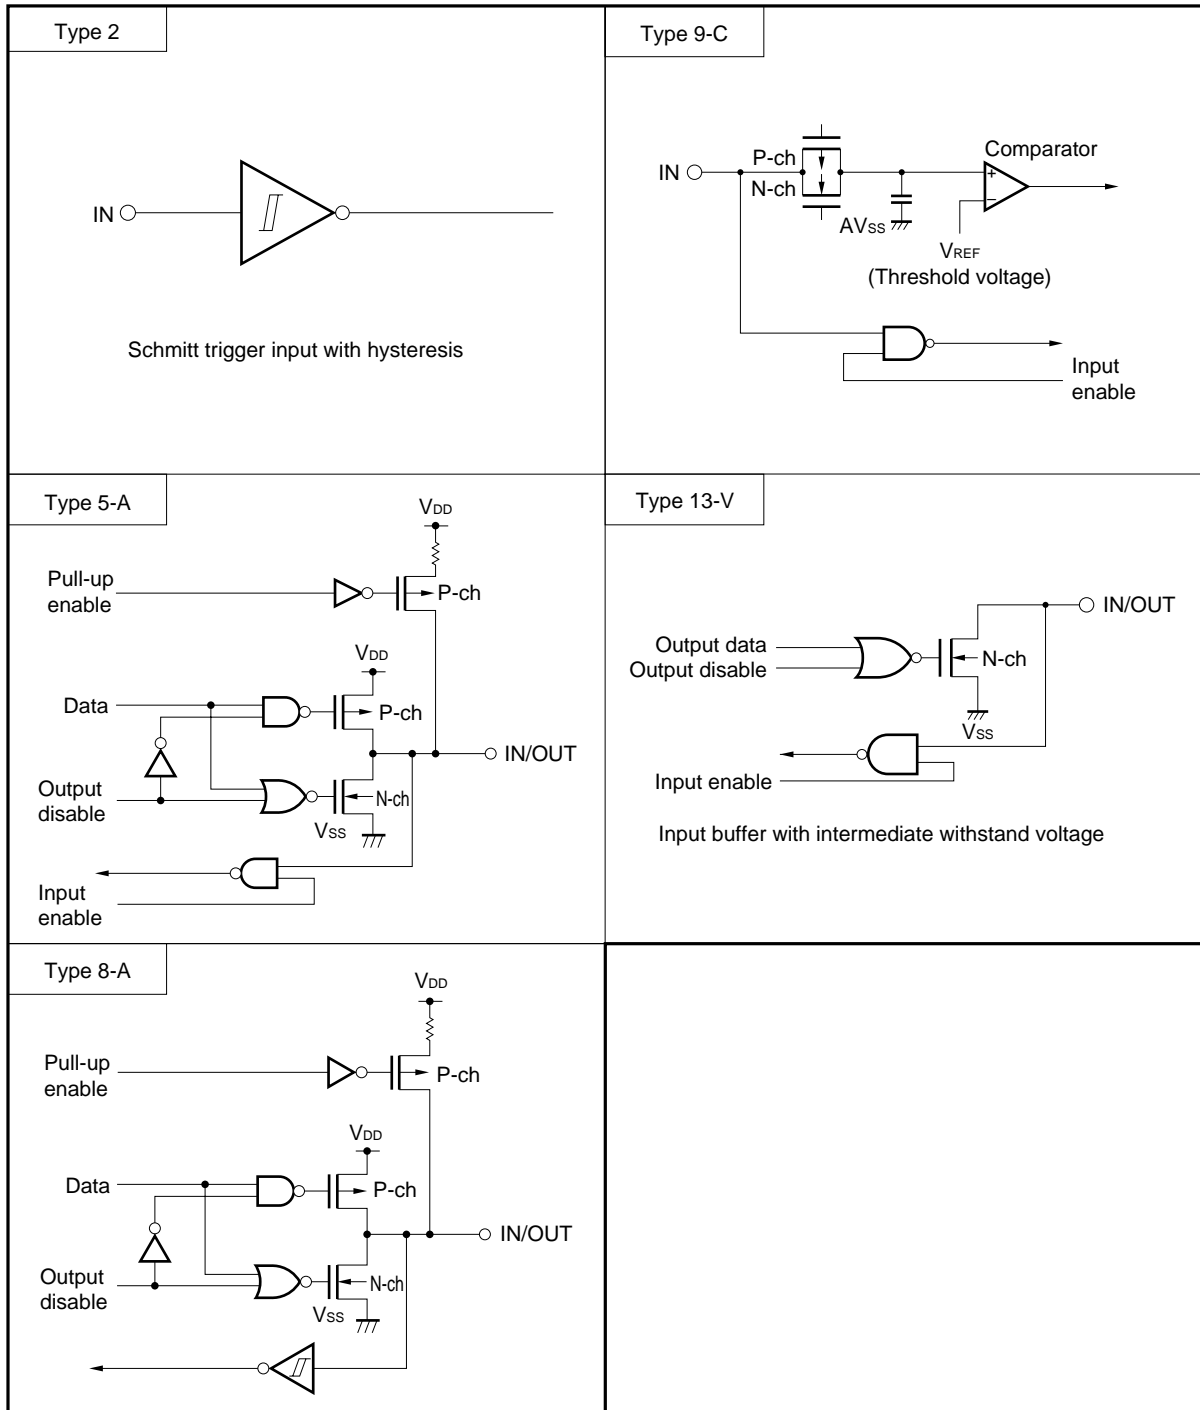 Type 2
IN
Schmitt trigger input with hysteresis
Type 9-C
P-ch
N-ch
IN
Comparator
+
−
AVSS
VREF
(Threshold voltage)
Input
enable
Type 5-A
VDD
Pull-up
enable
P-ch
VDD
Data
P-ch
IN/OUT
Output
disable
N-ch
VSS
Input
enable
Type 13-V
IN/OUT
Output data
Output disable
N-ch
VSS
Input enable
Input buffer with intermediate withstand voltage
Type 8-A
VDD
Pull-up
enable
P-ch
VDD
Data
P-ch
IN/OUT
Output
disable
N-ch
VSS